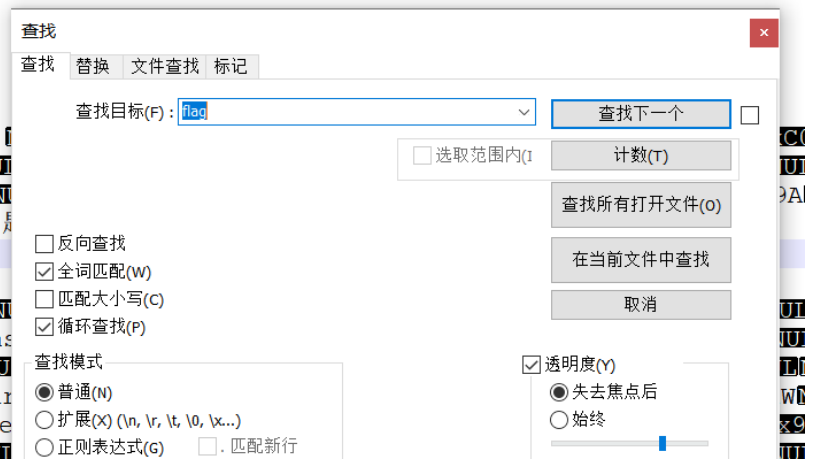 查找
查找 替换 文件查找 标记
查找目标(F) : flag
查找下一个
选取范围内(I
计数(T)
查找所有打开文件(O)
反向查找
在当前文件中查找
全词匹配(W)
匹配大小写(C)
取消
循环查找(P)
查找模式
透明度(Y)
普通(N)
失去焦点后
扩展(X) (\n, \r, \t, \0, \x...)
始终
正则表达式(G)
. 匹配新行